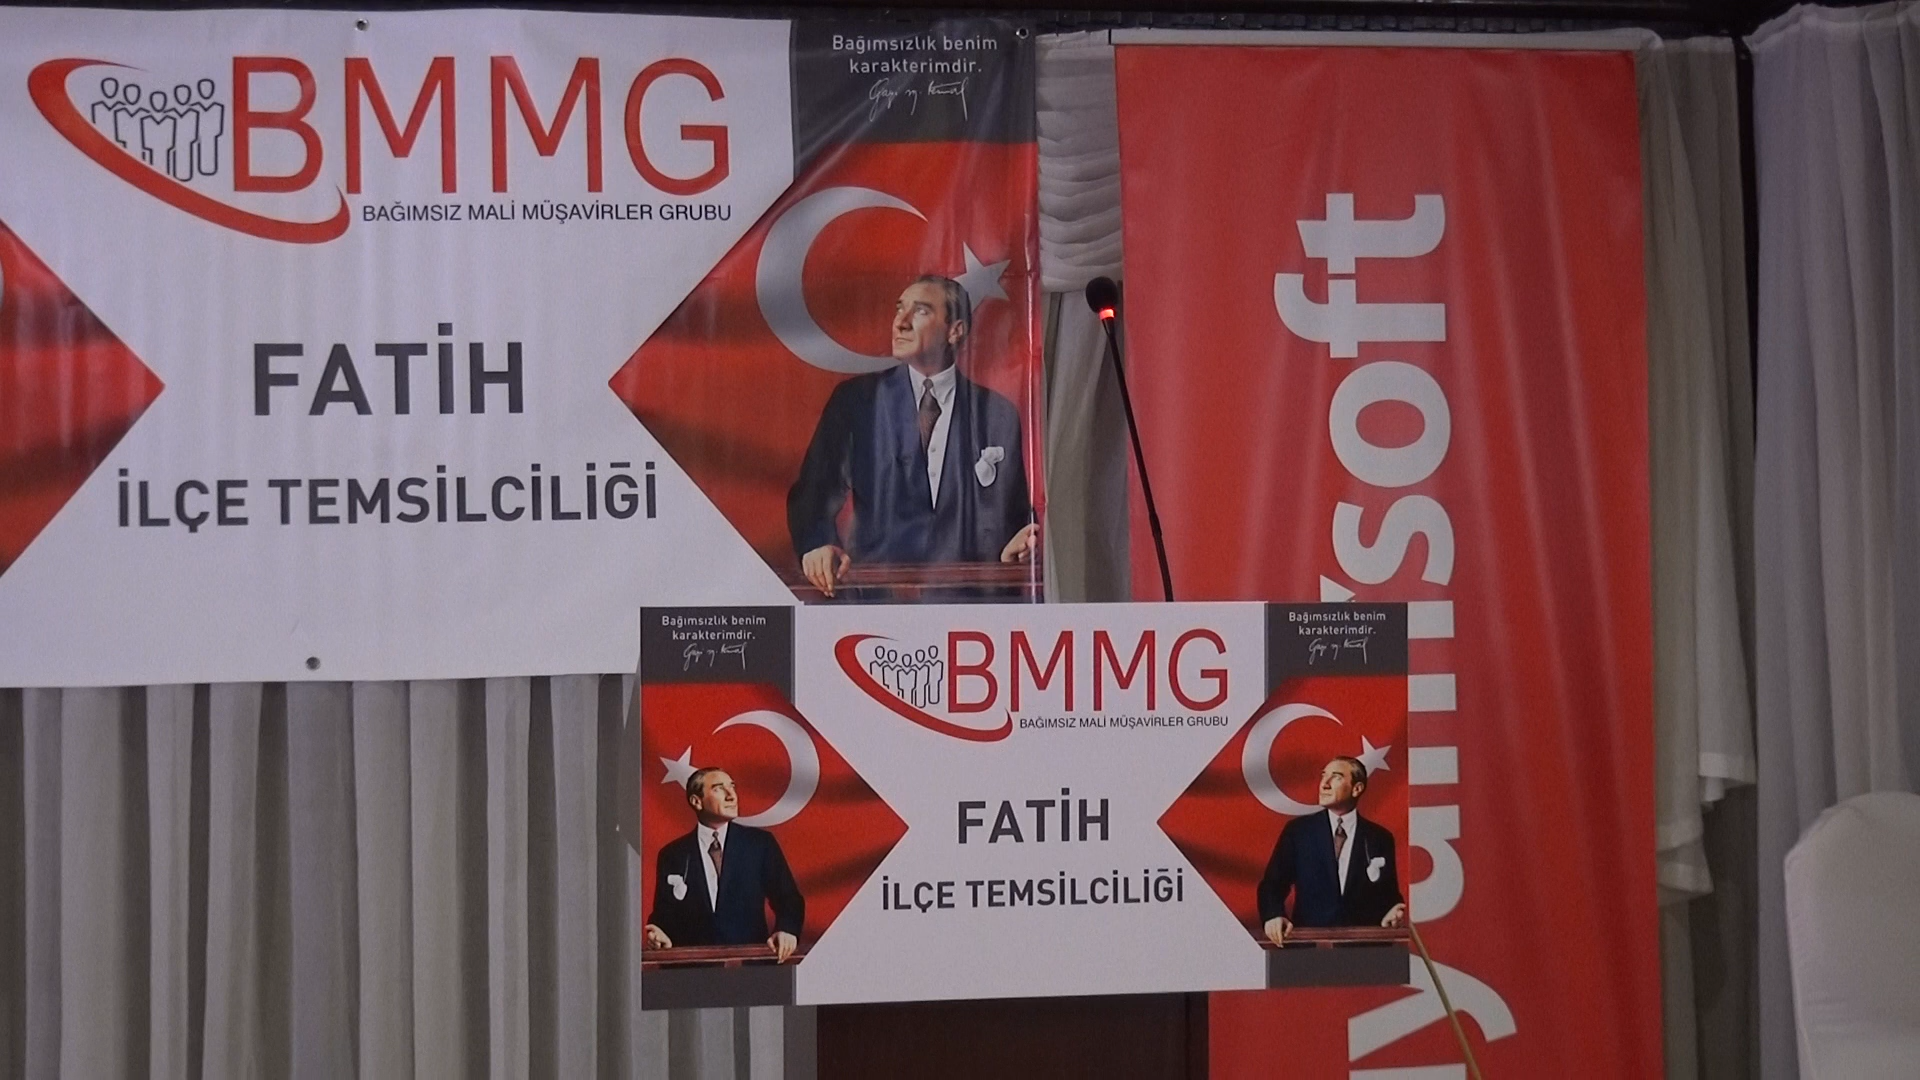 BMMG
BAĞIMSIZ MALİ MÜŞAVİRLER GRUBU
FATİH
İLÇE TEMSİLCİLİĞİ
Bağımsızlık benim
karakterimdir.
Bağımsızlık benim
karakterimdir.
BMMG
BAĞIMSIZ MALİ MÜŞAVİRLER GRUBU
FATİH
İLÇE TEMSİLCİLİĞİ
Bağımsızlık benim
karakterimdir.